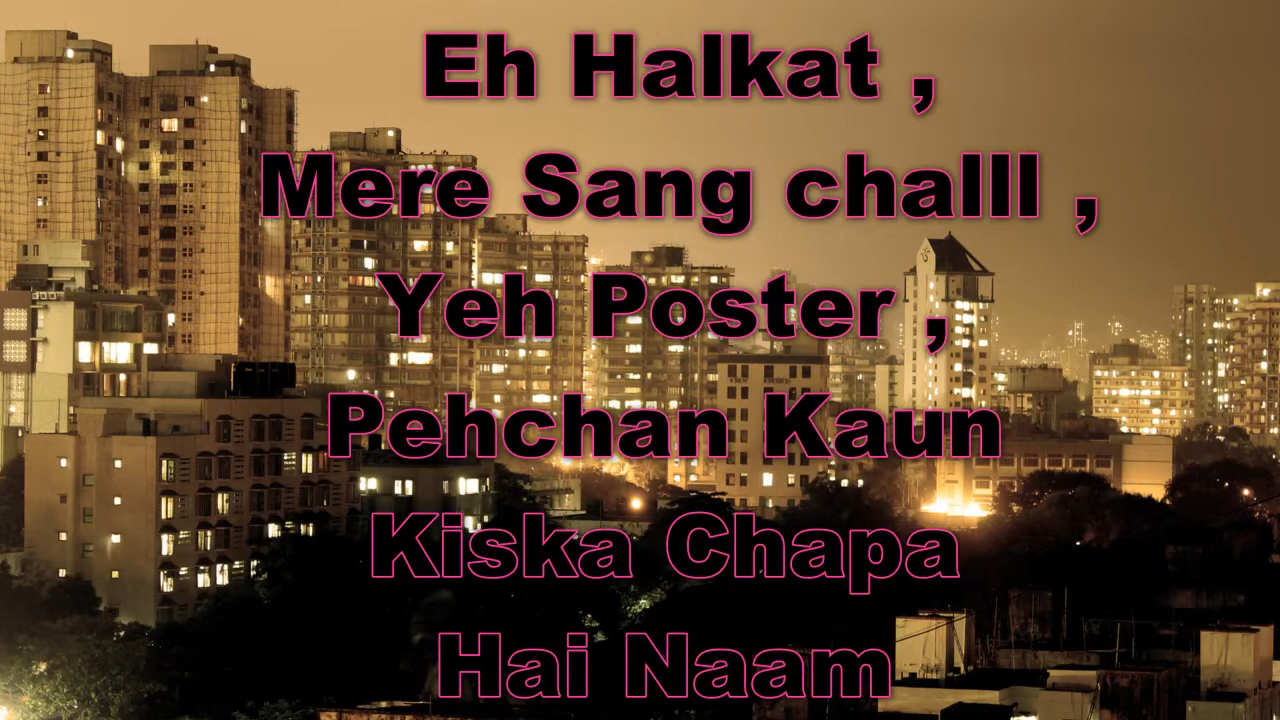 Eh Halkat ,
Mere Sang challl ,
Yeh Poster ,
Pehchan Kaun
Kiska Chapa
Hai Naam